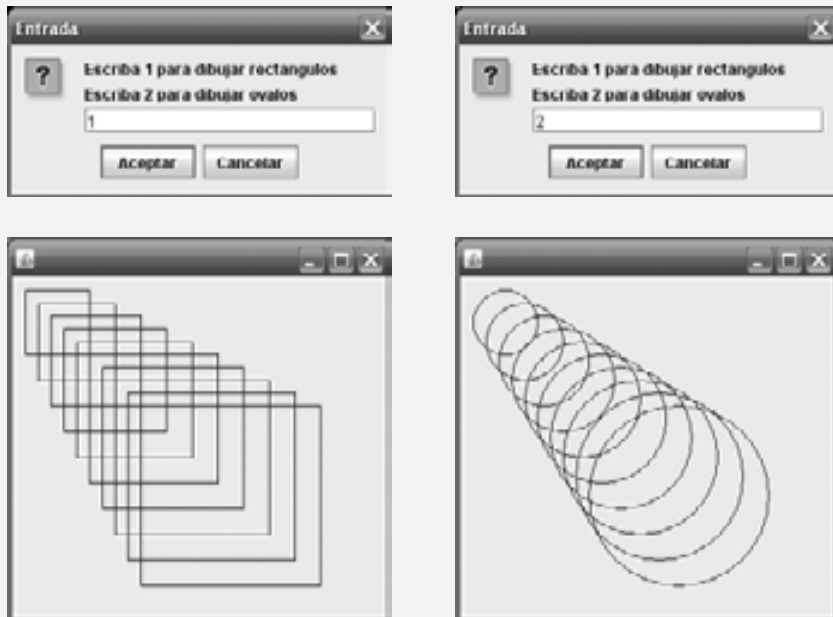 Entrada
Escriba 1 para dibujar rectangulos
Escriba 2 para dibujar ovalos
1
Aceptar Cancelar
Entrada
Escriba 1 para dibujar rectangulos
Escriba 2 para dibujar ovalos
2
Aceptar Cancelar